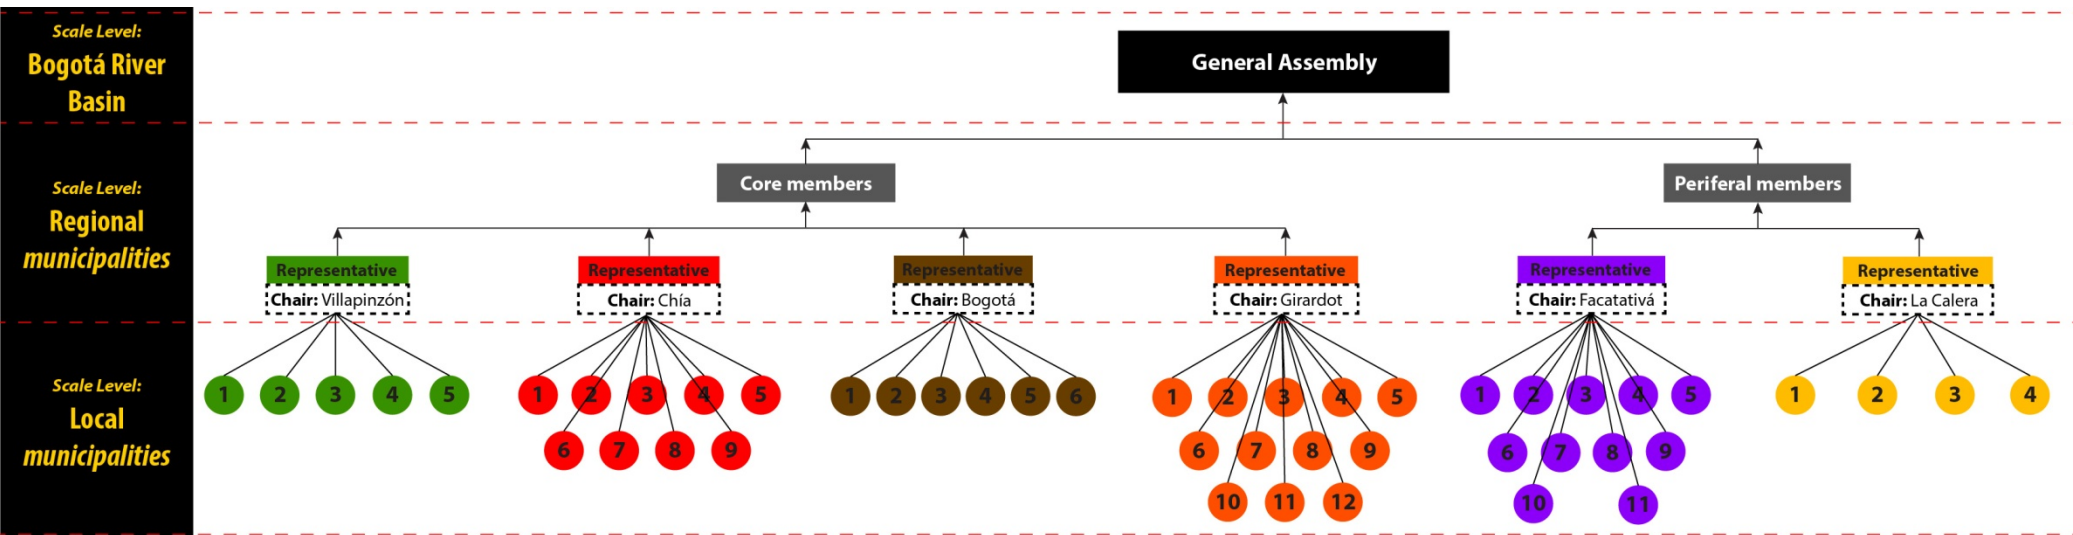 Scale Level:
Bogotá River
Basin
General Assembly
Scale Level:
Regional
municipalities
Core members
Periferal members
Representative
Chair: Villapinzón
Representative
Chair: Chía
Representative
Chair: Bogotá
Representative
Chair: Girardot
Representative
Chair: Facatativá
Representative
Chair: La Calera
Scale Level:
Local
municipalities
1 2 3 4 5
1 2 3 4 5
6 7 8 9
1 2 3 4 5 6
1 2 3 4 5
6 7 8 9
10 11 12
1 2 3 4 5
6 7 8 9
10 11
1 2 3 4